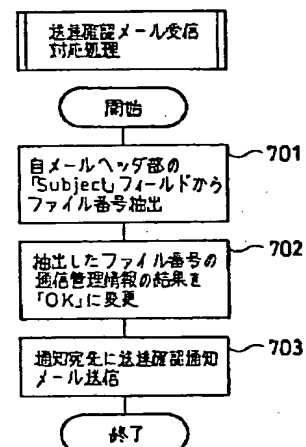 送達確認メール受信
対応処理
開始
自メールヘッダ部の
「Subject」フィールドから
ファイル番号抽出
701
抽出したファイル番号の
通信管理情報の結果を
「OK」に変更
702
通知宛先に送達確認通知
メール送信
703
終了